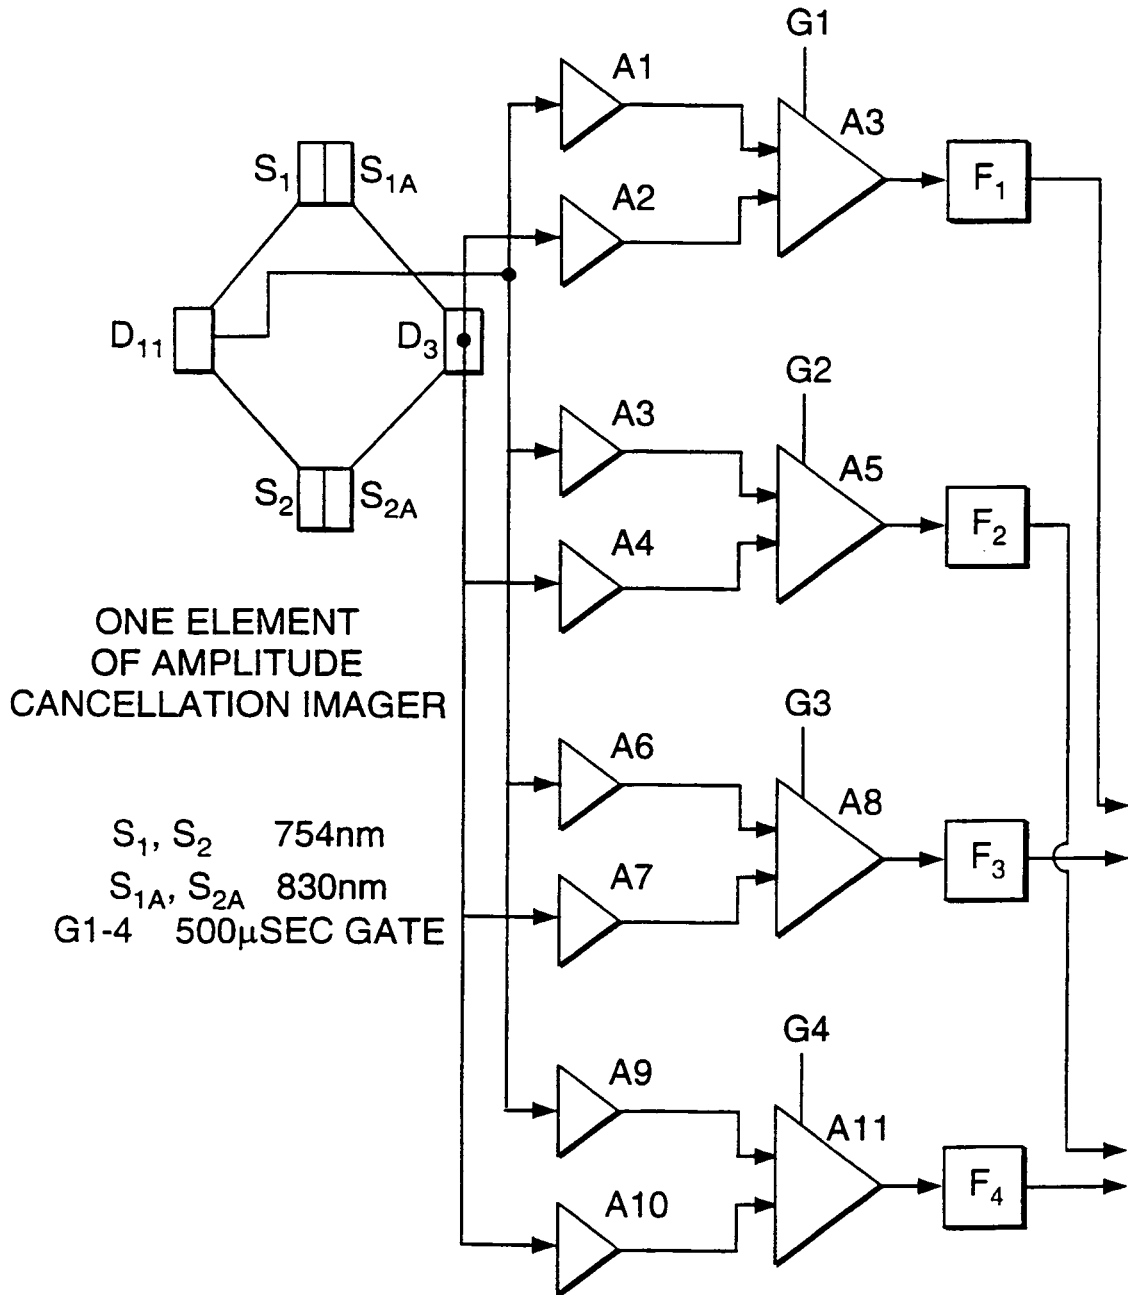 G1
A1
A3
S₁ S₁A
F₁
A2
D₁₁ D₃
G2
A3
A5
S₂ S₂A
F₂
A4
ONE ELEMENT
OF AMPLITUDE
CANCELLATION IMAGER
G3
A6
A8
S₁, S₂ 754nm
F₃
S₁A, S₂A 830nm
A7
G1-4 500μSEC GATE
G4
A9
A11
F₄
A10